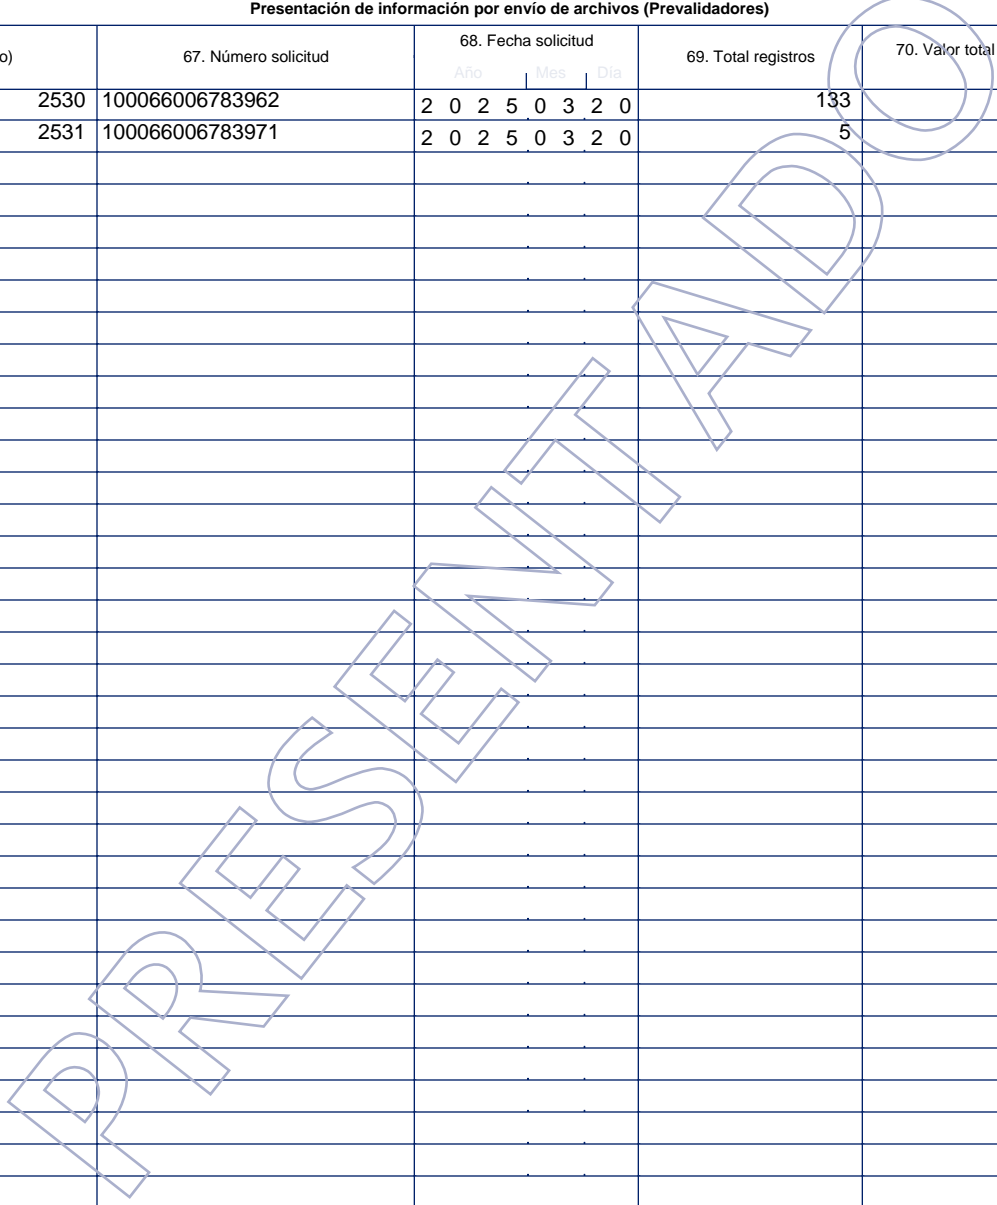 Presentación de información por envío de archivos (Prevalidadores)
o) 67. Número solicitud 68. Fecha solicitud 69. Total registros 70. Valor total
Año Mes Día
2530 100066006783962 2 0 2 5 0 3 2 0 133
2531 100066006783971 2 0 2 5 0 3 2 0 5
PRESENTADO